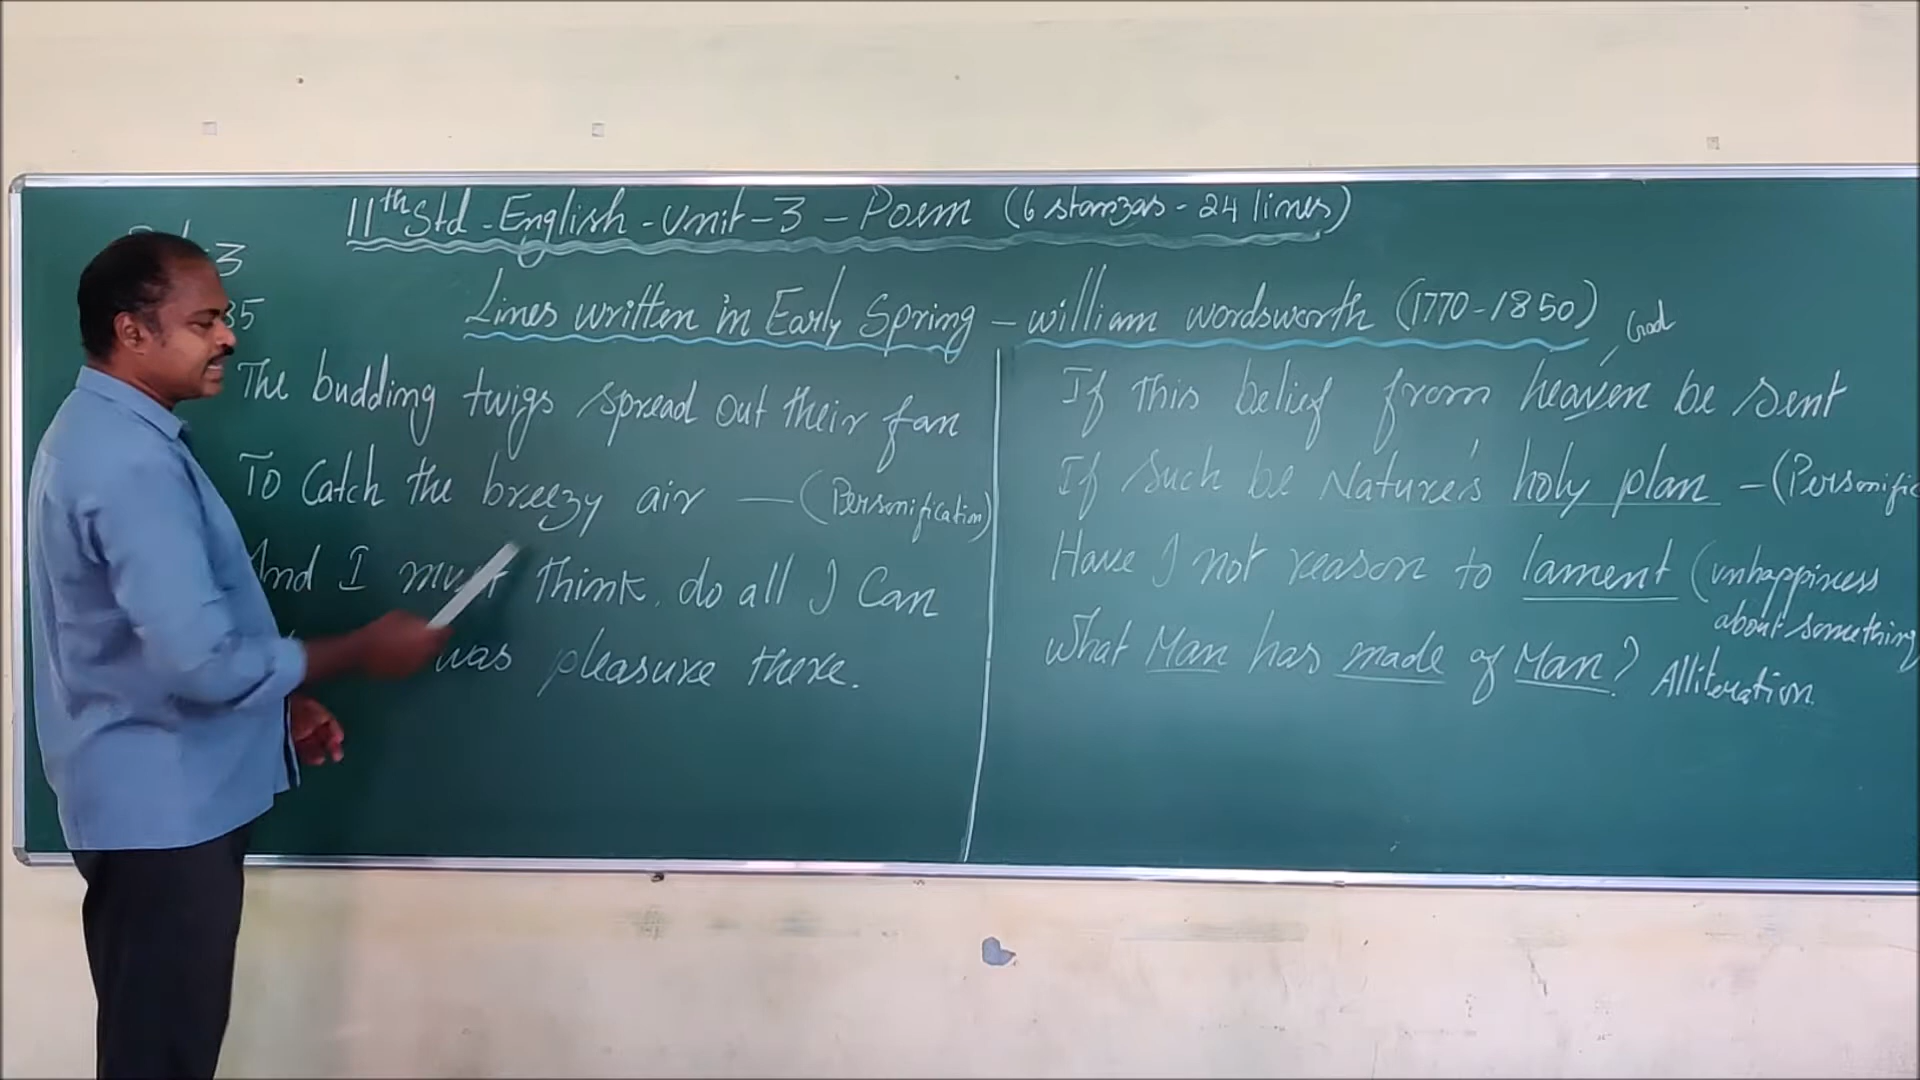 11th Std - English - Unit - 3 - Poem (6 stanzas - 24 lines)
3
35
Lines written in Early Spring - william wordsworth (1770-1850)
The budding twigs spread out their fan
To Catch the breezy air — (Personification)
And I must think, do all I Can
was pleasure there.
God
If this belief from heaven be sent
If such be Nature's holy plan - (Personific
Have I not reason to lament (unhappiness
about something
What Man has made of Man? Alliteration